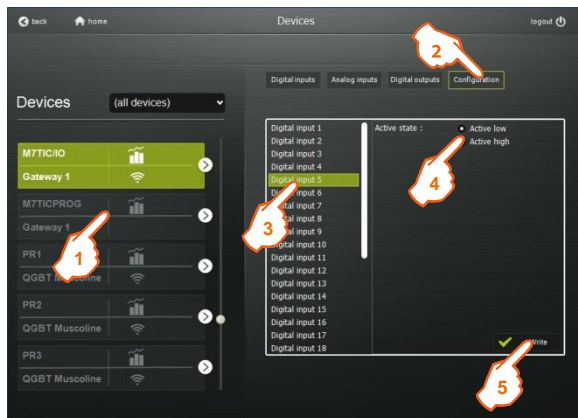 back home Devices logout
2
Digital inputs Analog inputs Digital outputs Configuration
Devices (all devices)
M7TIC/IO
Gateway 1
M7TICPROG
Gateway 1
PR1
QGBT Muscoline
PR2
QGBT Muscoline
PR3
QGBT Muscoline
1
Digital input 1
Digital input 2
Digital input 3
Digital input 4
Digital input 5
Digital input 6
Digital input 7
Digital input 8
Digital input 9
Digital input 10
Digital input 11
Digital input 12
Digital input 13
Digital input 14
Digital input 15
Digital input 16
Digital input 17
Digital input 18
3
Active state : Active low
Active high
4
Write
5